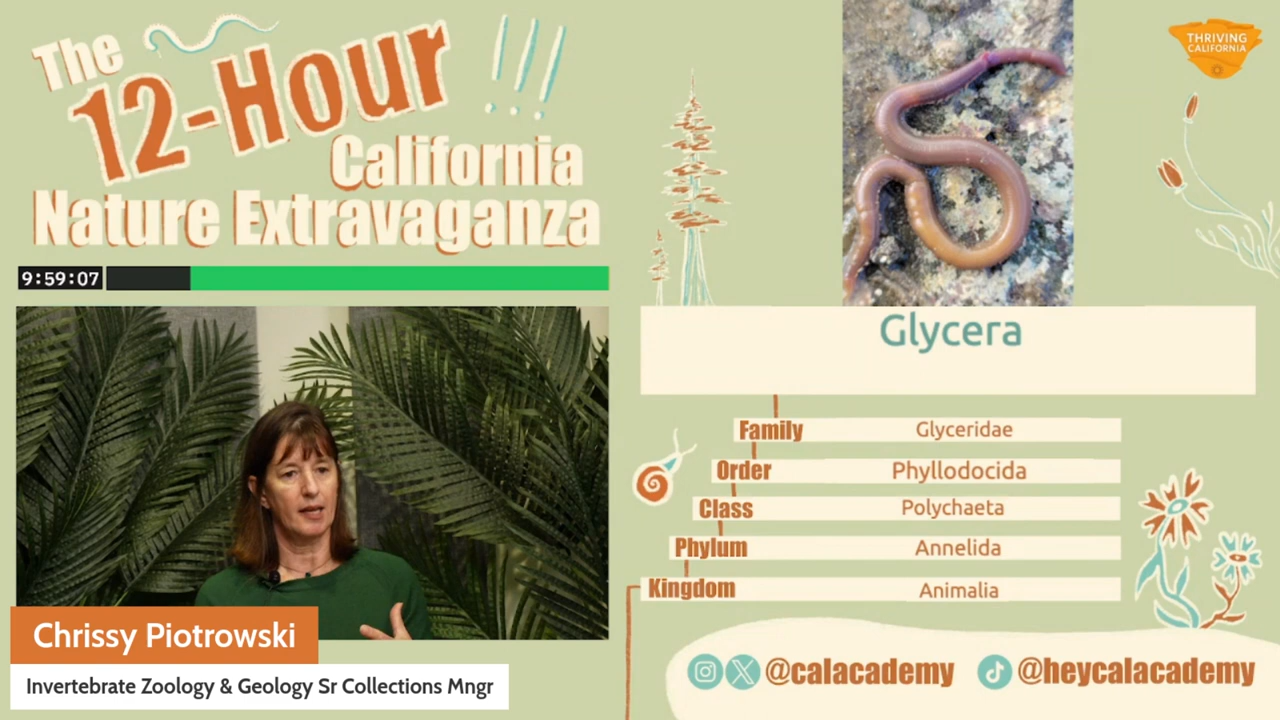 The
12-Hour!!!
California
Nature Extravaganza
9:59:07
Chrissy Piotrowski
Invertebrate Zoology & Geology Sr Collections Mngr
THRIVING
CALIFORNIA
Glycera
Family Glyceridae
Order Phyllodocida
Class Polychaeta
Phylum Annelida
Kingdom Animalia
@calacademy @heycalacademy